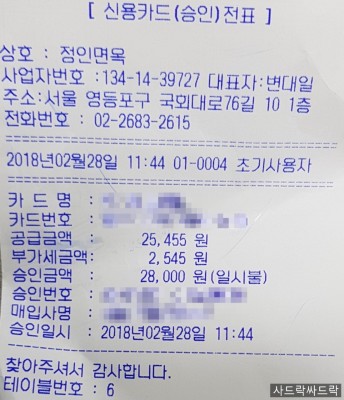 [ 신용카드(승인)전표 ]
상호 : 정인면옥
사업자번호 :134-14-39727 대표자:변대일
주소:서울 영등포구 국회대로76길 10 1층
전화번호 : 02-2683-2615
2018년02월28일 11:44 01-0004 초기사용자
카 드 명 :
카드번호 :
공급금액 : 25,455 원
부가세금액: 2,545 원
승인금액 : 28,000 원(일시불)
승인번호 :
매입사명 :
승인일시 : 2018년02월28일 11:44
찾아주셔서 감사합니다.
테이블번호 : 6
사드락싸드락